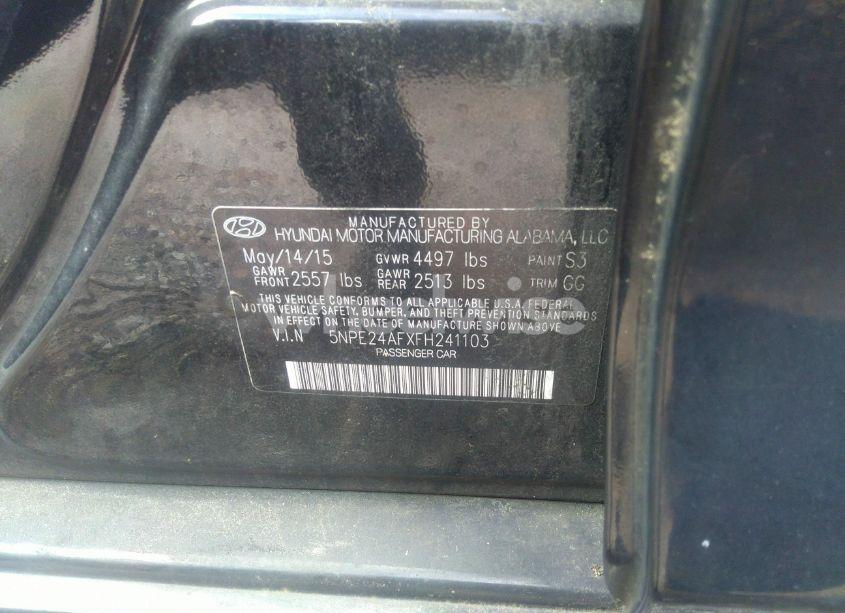 MANUFACTURED BY
HYUNDAI MOTOR MANUFACTURING ALABAMA, LLC
May/14/15 GVWR 4497 lbs PAINT S3
GAWR FRONT 2557 lbs GAWR REAR 2513 lbs TRIM GG
THIS VEHICLE CONFORMS TO ALL APPLICABLE U.S.A. FEDERAL
MOTOR VEHICLE SAFETY, BUMPER, AND THEFT PREVENTION STANDARDS
IN EFFECT ON THE DATE OF MANUFACTURE SHOWN ABOVE.
V.I.N 5NPE24AFXFH241103
PASSENGER CAR